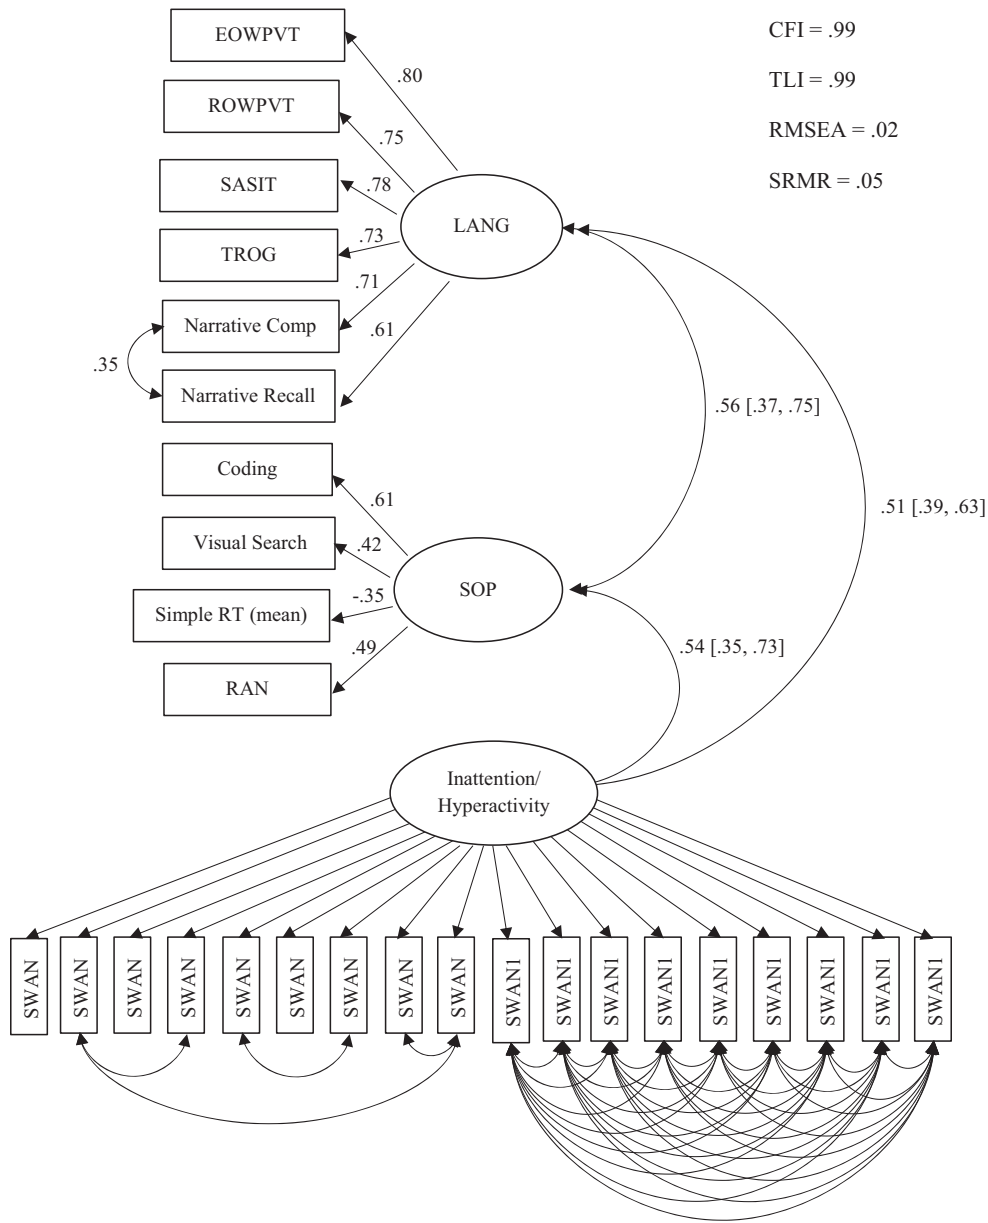 EOWPVT
CFI = .99
.80
TLI = .99
ROWPVT
RMSEA = .02
.75
SASIT
.78
SRMR = .05
LANG
.73
TROG
.71
Narrative Comp
.61
.35
Narrative Recall
.56 [.37, .75]
Coding
.61
.51 [.39, .63]
Visual Search
.42
SOP
-.35
Simple RT (mean)
.49
.54 [.35, .73]
RAN
Inattention/
Hyperactivity
SWAN
SWAN
SWAN
SWAN
SWAN
SWAN
SWAN
SWAN
SWAN
SWAN1
SWAN1
SWAN1
SWAN1
SWAN1
SWAN1
SWAN1
SWAN1
SWAN1